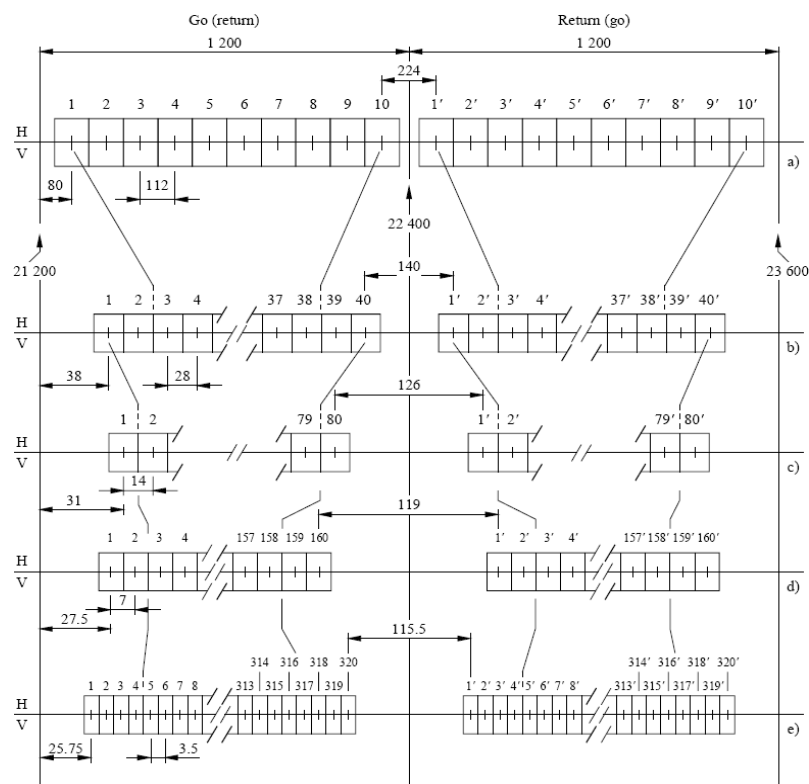 Go (return) Return (go)
1 200 1 200
224
1 2 3 4 5 6 7 8 9 10 1′ 2′ 3′ 4′ 5′ 6′ 7′ 8′ 9′ 10′
H
V a)
80 112
22 400
21 200 140 23 600
1 2 3 4 37 38 39 40 1′ 2′ 3′ 4′ 37′ 38′ 39′ 40′
H
V b)
38 28
126
1 2 79 80 1′ 2′ 79′ 80′
H
V c)
14
31 119
1 2 3 4 157 158 159 160 1′ 2′ 3′ 4′ 157′ 158′ 159′ 160′
H
V d)
7
27.5
115.5
314 316 318 320 314′ 316′ 318′ 320′
1 2 3 4 5 6 7 8 313 315 317 319 1′ 2′ 3′ 4′ 5′ 6′ 7′ 8′ 313′ 315′ 317′ 319′
H
V e)
25.75 3.5